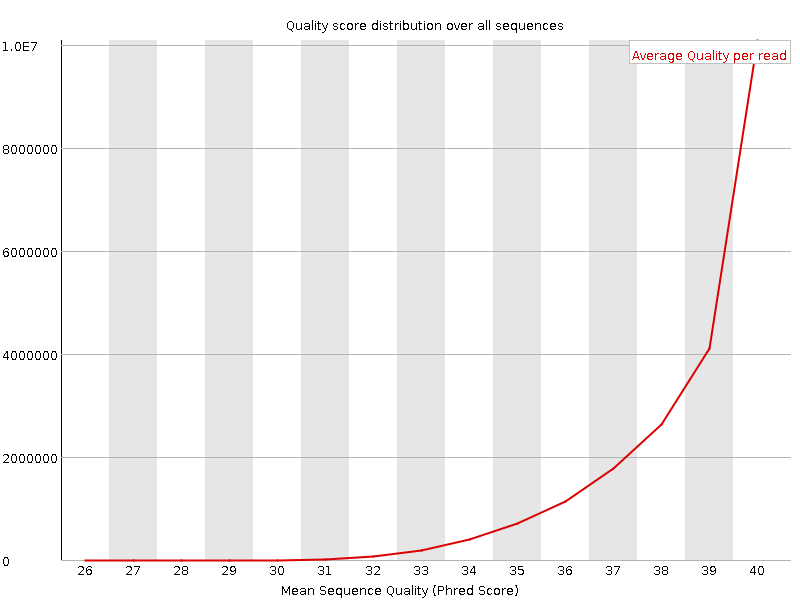 Quality score distribution over all sequences
1.0E7
Average Quality per read
8000000
6000000
4000000
2000000
0
26 27 28 29 30 31 32 33 34 35 36 37 38 39 40
Mean Sequence Quality (Phred Score)